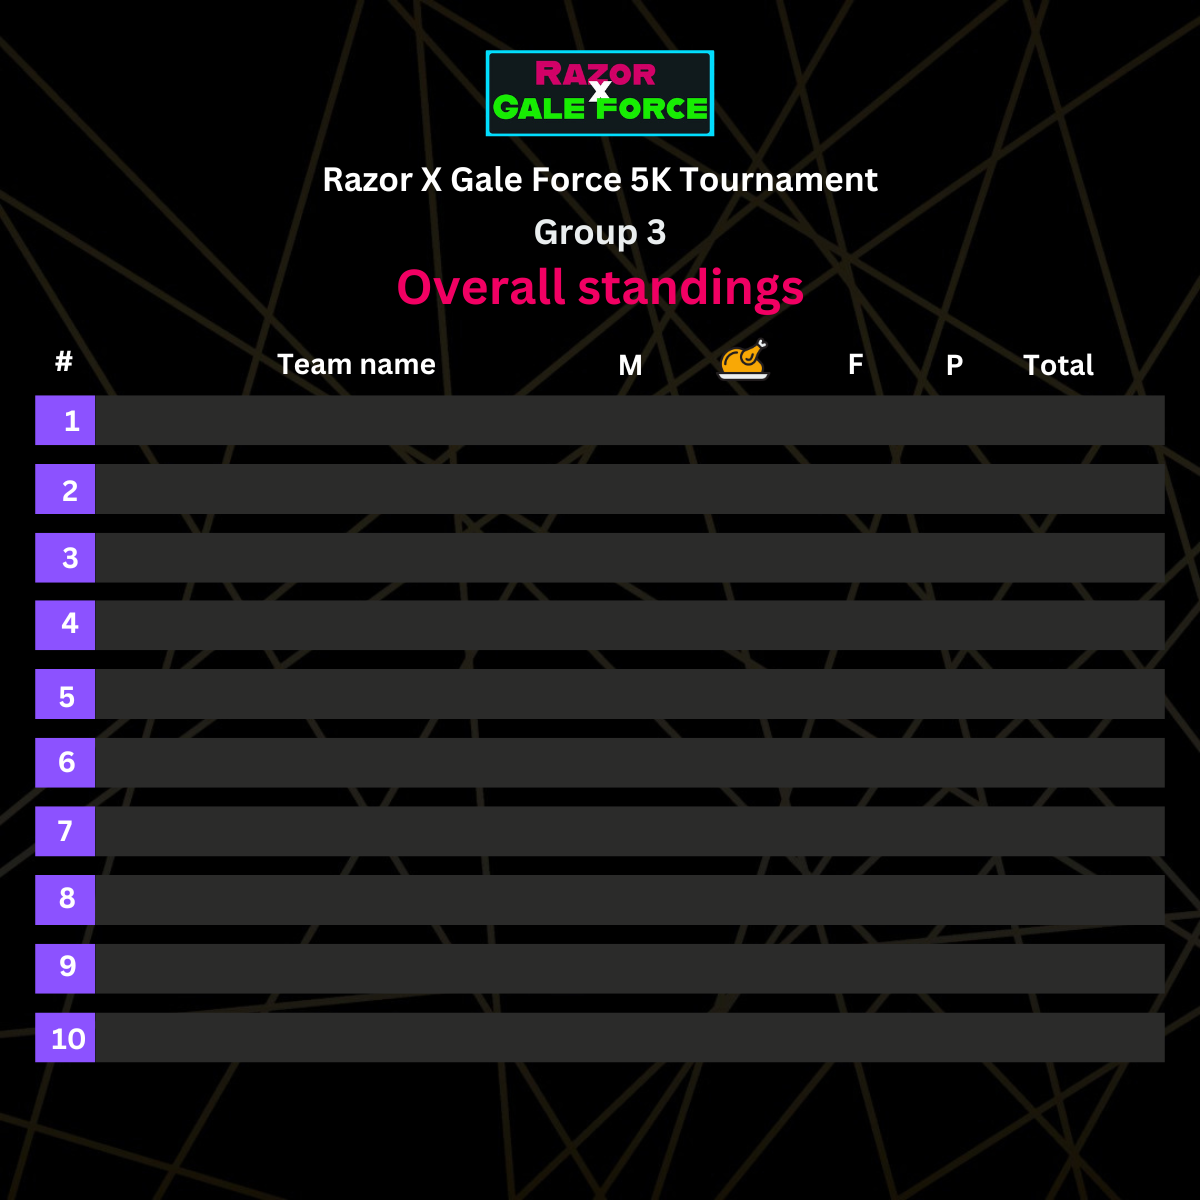 Razor
X
Gale Force
Razor X Gale Force 5K Tournament
Group 3
Overall standings
# Team name M F P Total
1
2
3
4
5
6
7
8
9
10